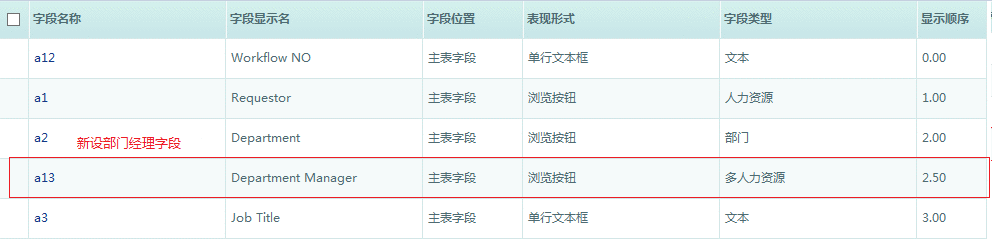 字段名称 字段显示名 字段位置 表现形式 字段类型 显示顺序
a12 Workflow NO 主表字段 单行文本框 文本 0.00
a1 Requestor 主表字段 浏览按钮 人力资源 1.00
a2 Department 主表字段 浏览按钮 部门 2.00
新设部门经理字段
a13 Department Manager 主表字段 浏览按钮 多人力资源 2.50
a3 Job Title 主表字段 单行文本框 文本 3.00